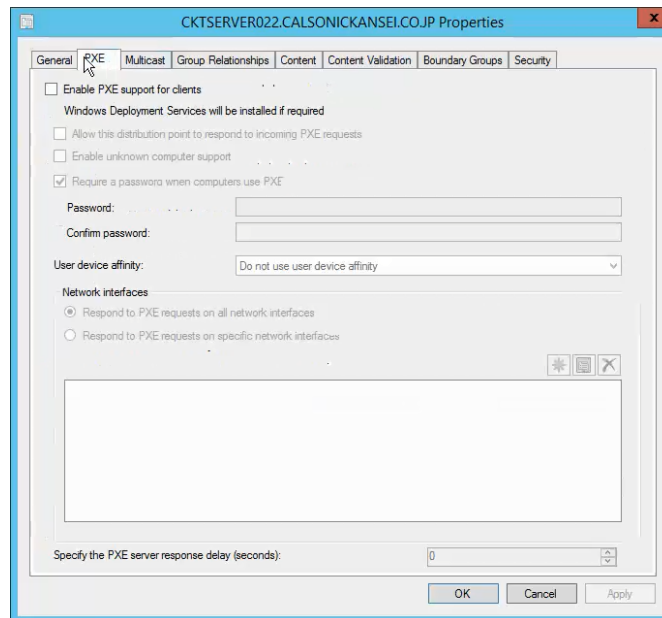 CKTSERVER022.CALSONICKANSEI.CO.JP Properties
x
General PXE Multicast Group Relationships Content Content Validation Boundary Groups Security
Enable PXE support for clients
Windows Deployment Services will be installed if required
Allow this distribution point to respond to incoming PXE requests
Enable unknown computer support
Require a password when computers use PXE
Password:
Confirm password:
User device affinity: Do not use user device affinity
Network interfaces
Respond to PXE requests on all network interfaces
Respond to PXE requests on specific network interfaces
Specify the PXE server response delay (seconds): 0
OK Cancel Apply